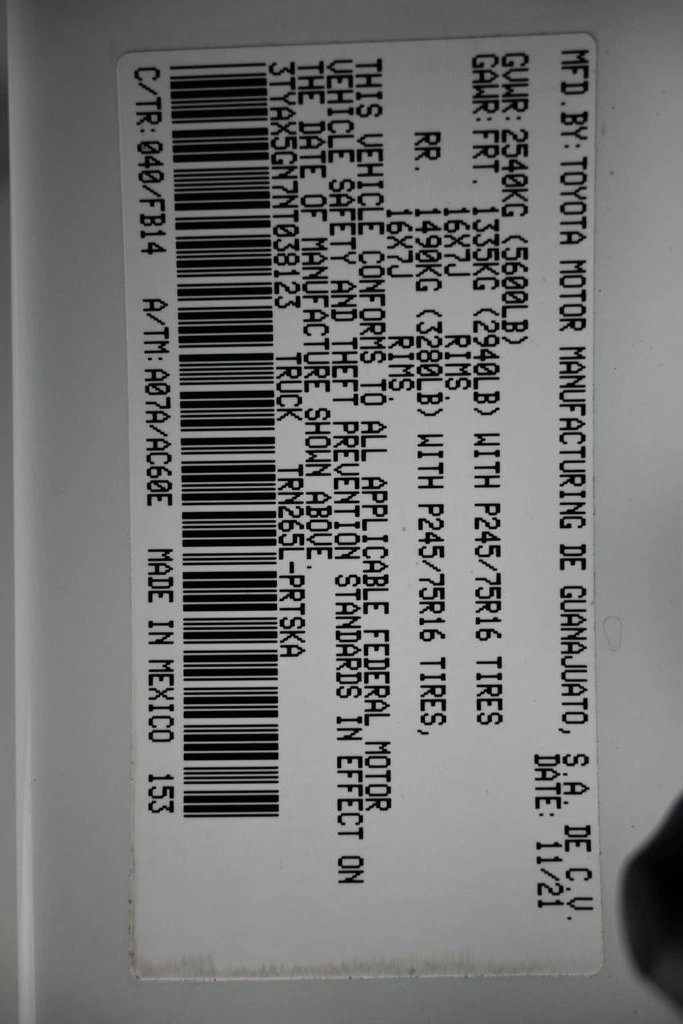 MFD. BY: TOYOTA MOTOR MANUFACTURING DE GUANAJUATO, S.A. DE C.V.
DATE: 11/21
GVWR: 2540KG (5600LB)
GAWR: FRT. 1335KG (2940LB) WITH P245/75R16 TIRES
16X7J RIMS,
RR. 1490KG (3280LB) WITH P245/75R16 TIRES,
16X7J RIMS,
THIS VEHICLE CONFORMS TO ALL APPLICABLE FEDERAL MOTOR
VEHICLE SAFETY AND THEFT PREVENTION STANDARDS IN EFFECT ON
THE DATE OF MANUFACTURE SHOWN ABOVE.
3TYAX5GN7NT038123 TRUCK TRN265L-PRTSKA
C/TR: 040/FB14 A/TM: A07A/AC60E MADE IN MEXICO 153